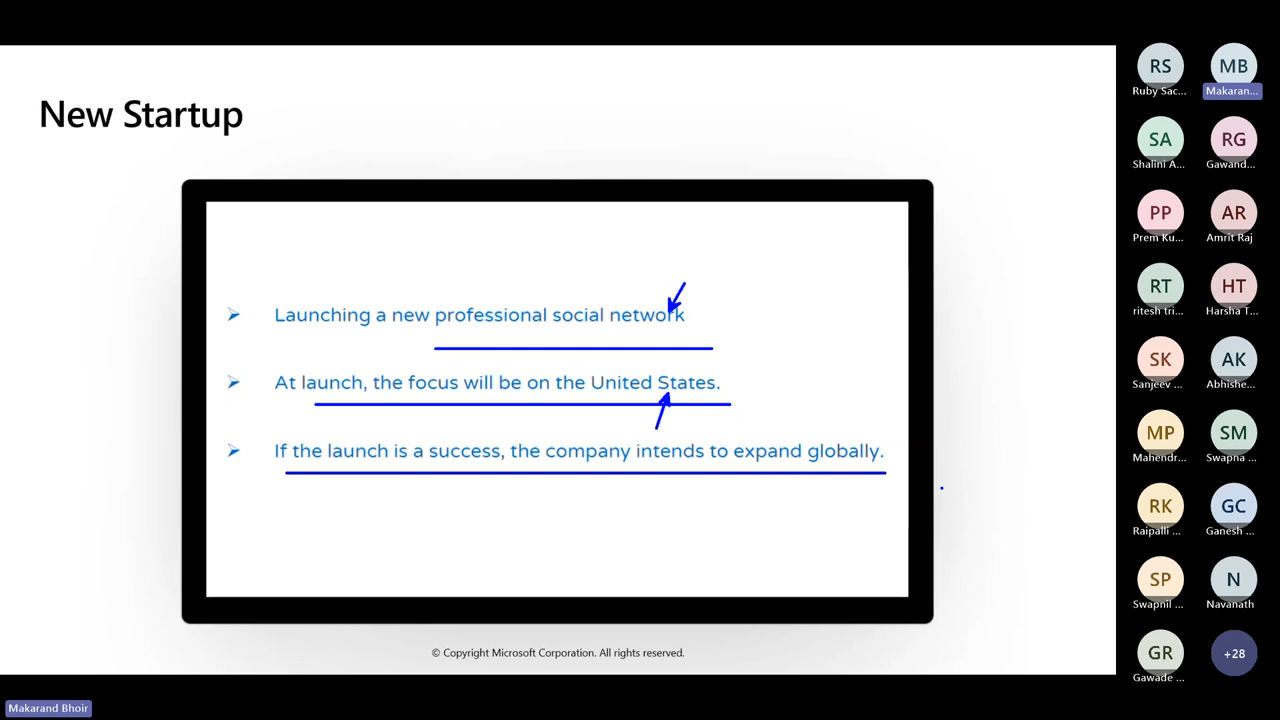 New Startup
Launching a new professional social network
At launch, the focus will be on the United States.
If the launch is a success, the company intends to expand globally.
© Copyright Microsoft Corporation. All rights reserved.
Makarand Bhoir
RS MB
Ruby Sac... Makaran...
SA RG
Shalini A... Gawand...
PP AR
Prem Ku... Amrit Raj
RT HT
ritesh tri... Harsha T...
SK AK
Sanjeev ... Abhishe...
MP SM
Mahendr... Swapna ...
RK GC
Raipalli ... Ganesh ...
SP N
Swapnil ... Navanath
GR +28
Gawade ...